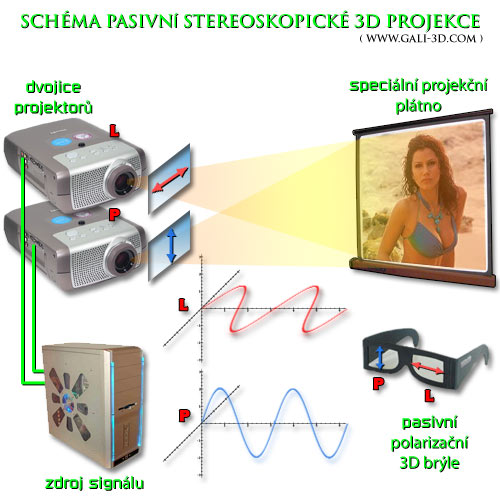 SCHÉMA PASIVNÍ STEREOSKOPICKÉ 3D PROJEKCE
( WWW.GALI-3D.COM )
dvojice
projektorů
speciální projekční
plátno
L
P
L
P
P L
pasivní
polarizační
3D brýle
zdroj signálu